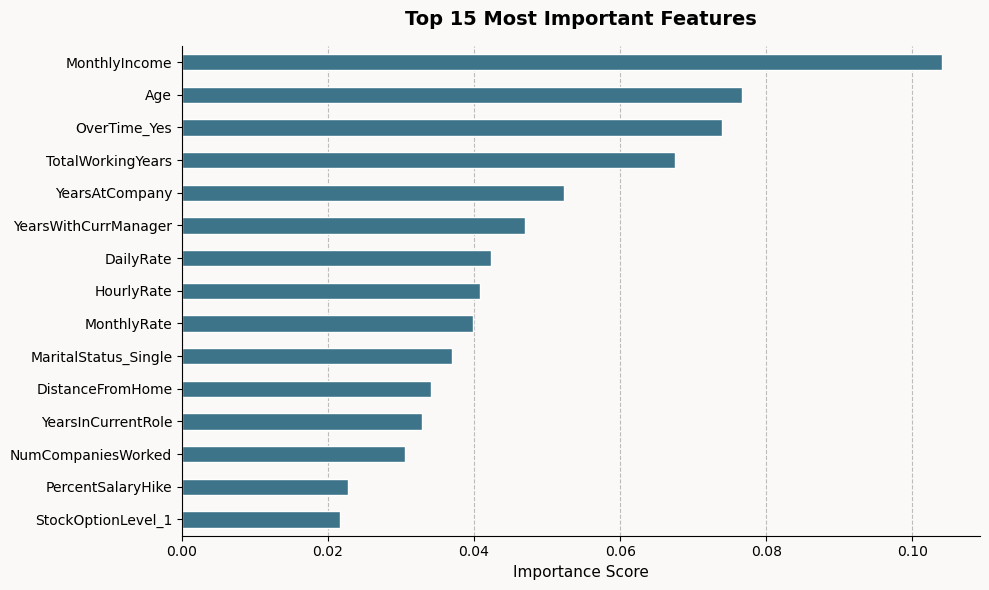 Top 15 Most Important Features
MonthlyIncome
Age
OverTime_Yes
TotalWorkingYears
YearsAtCompany
YearsWithCurrManager
DailyRate
HourlyRate
MonthlyRate
MaritalStatus_Single
DistanceFromHome
YearsInCurrentRole
NumCompaniesWorked
PercentSalaryHike
StockOptionLevel_1
0.00 0.02 0.04 0.06 0.08 0.10
Importance Score